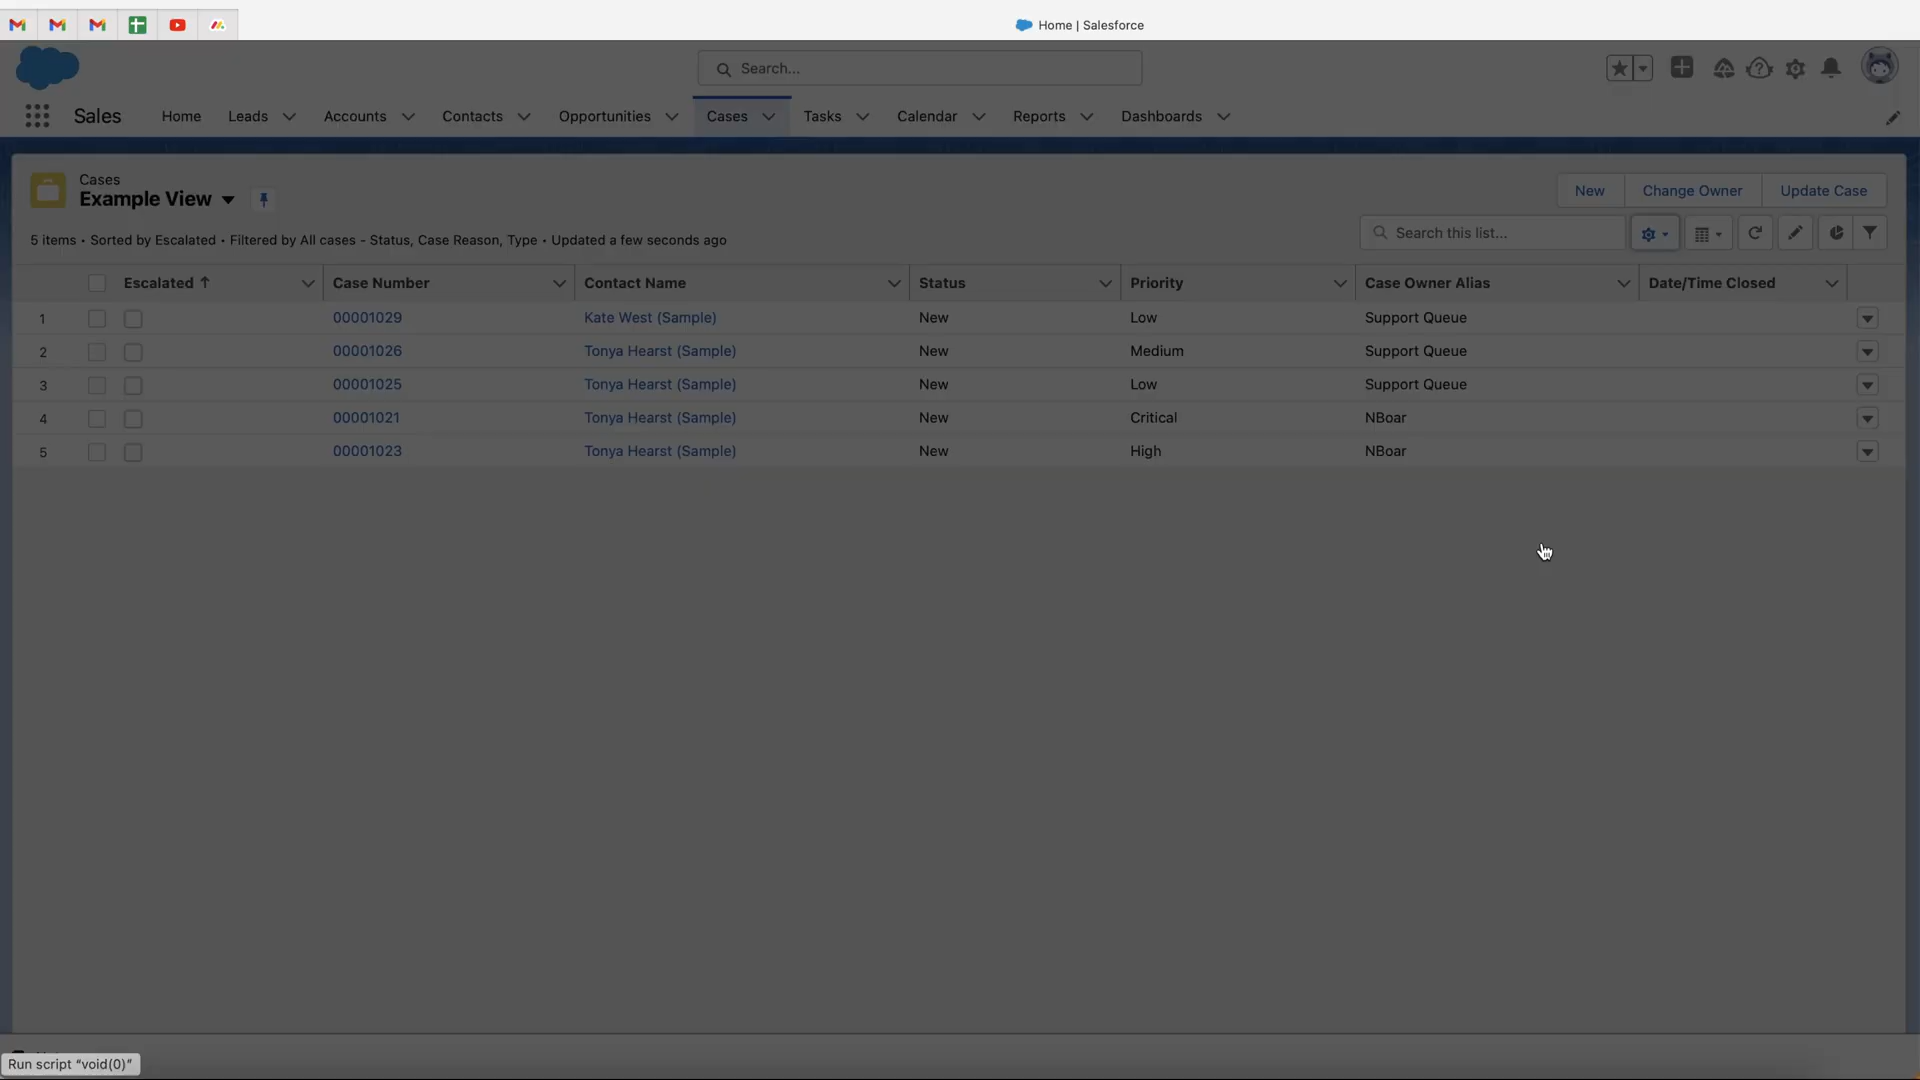 Home | Salesforce
Search...
Sales
Home
Leads
Accounts
Contacts
Opportunities
Cases
Tasks
Calendar
Reports
Dashboards
Cases
Example View
New
Change Owner
Update Case
5 items • Sorted by Escalated • Filtered by All cases - Status, Case Reason, Type • Updated a few seconds ago
Search this list...
Escalated ↑ Case Number Contact Name Status Priority Case Owner Alias Date/Time Closed
1 00001029 Kate West (Sample) New Low Support Queue
2 00001026 Tonya Hearst (Sample) New Medium Support Queue
3 00001025 Tonya Hearst (Sample) New Low Support Queue
4 00001021 Tonya Hearst (Sample) New Critical NBoar
5 00001023 Tonya Hearst (Sample) New High NBoar
Run script “void(0)”